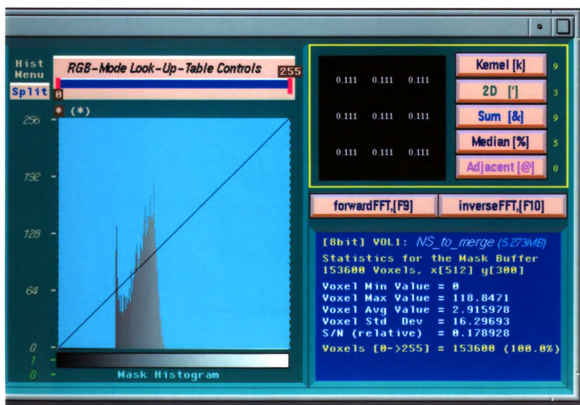 Hist
Menu
RGB-Mode Look-Up-Table Controls
255
Split
0
* (*)
256
192
128
64
0
1
0
Mask Histogram
0.111 0.111 0.111
0.111 0.111 0.111
0.111 0.111 0.111
Kernel [k] 9
2D ['] 3
Sum [&] 9
Median [%] 5
Adjacent [@] 0
forwardFFT,[F9]
inverseFFT,[F10]
[8bit] VOL1: NS_to_merge (5.273MB)
Statistics for the Mask Buffer
153600 Voxels, x[512] y[300]
Voxel Min Value = 0
Voxel Max Value = 118.8471
Voxel Avg Value = 2.915978
Voxel Std Dev = 16.29693
S/N (relative) = 0.178928
Voxels [0->255] = 153600 (100.0%)